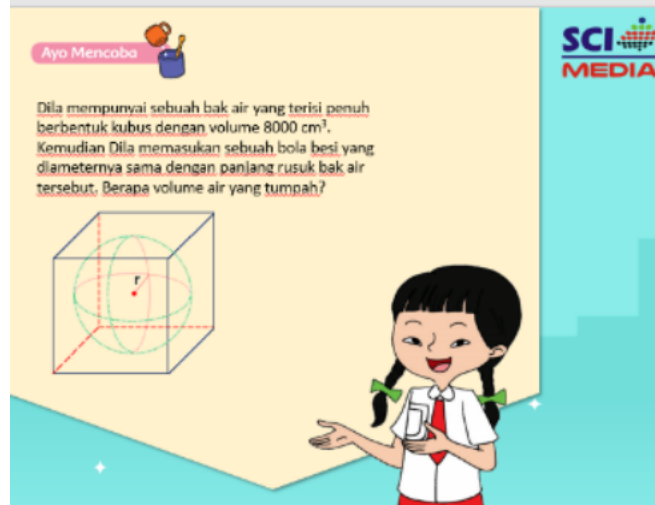 Ayo Mencoba
SCI
MEDIA
Dila mempunyai sebuah bak air yang terisi penuh
berbentuk kubus dengan volume 8000 cm³.
Kemudian Dila memasukan sebuah bola besi yang
diameternya sama dengan panjang rusuk bak air
tersebut. Berapa volume air yang tumpah?
r